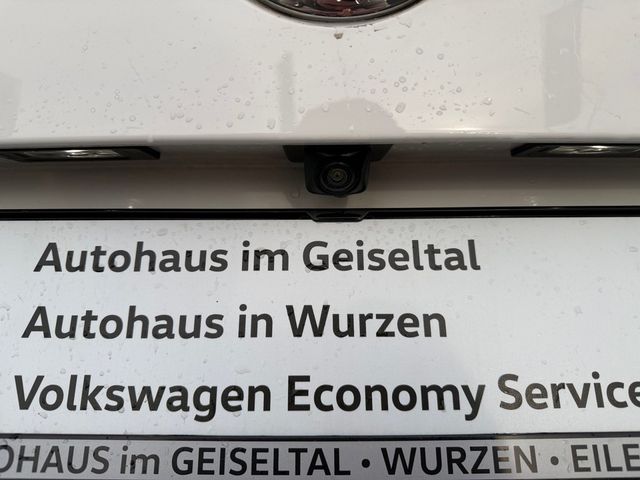 Autohaus im Geiseltal
Autohaus in Wurzen
Volkswagen Economy Service
OHAUS im GEISELTAL · WURZEN · EILE